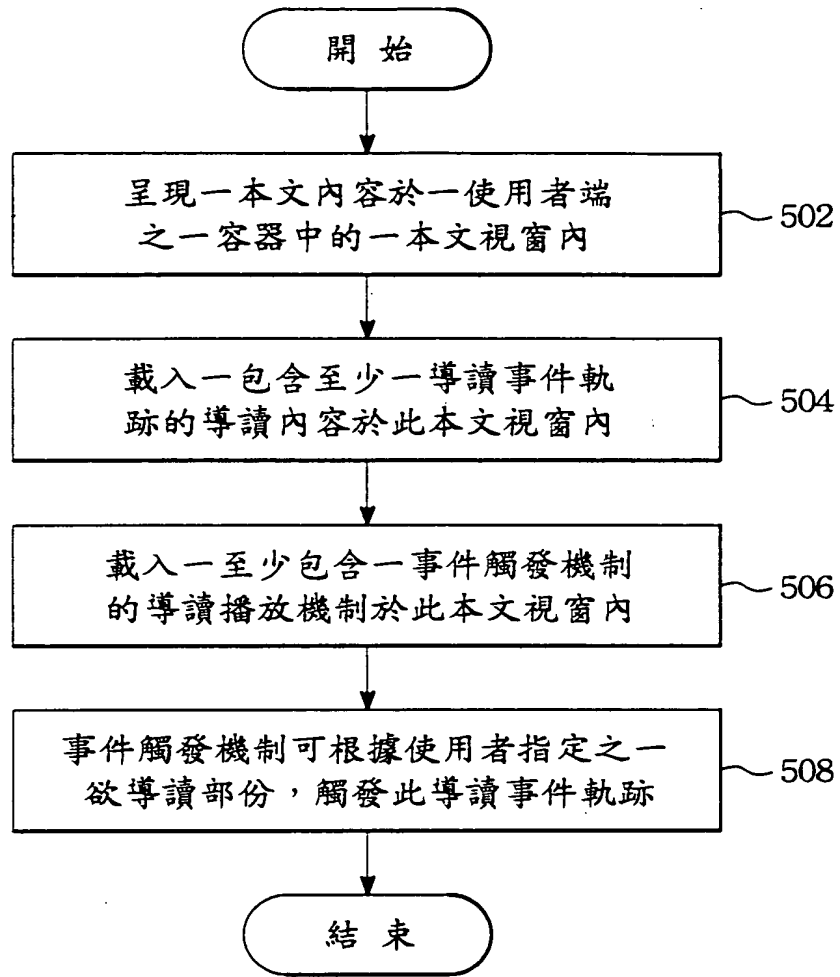 開始
呈現一本文內容於一使用者端
之一容器中的一本文視窗內
502
載入一包含至少一導讀事件軌
跡的導讀內容於此本文視窗內
504
載入一至少包含一事件觸發機制
的導讀播放機制於此本文視窗內
506
事件觸發機制可根據使用者指定之一
欲導讀部份，觸發此導讀事件軌跡
508
結束